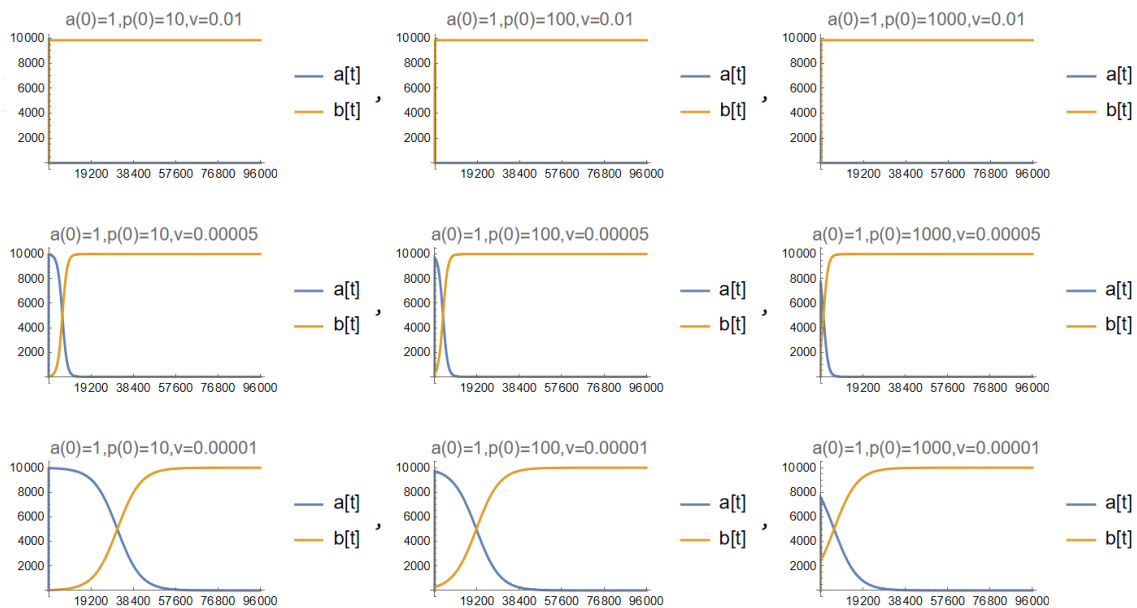 a(0)=1,p(0)=10,v=0.01
10000
8000
6000
4000
2000
19200 38400 57600 76800 96000
a[t]
b[t]
,
a(0)=1,p(0)=100,v=0.01
10000
8000
6000
4000
2000
19200 38400 57600 76800 96000
a[t]
b[t]
,
a(0)=1,p(0)=1000,v=0.01
10000
8000
6000
4000
2000
19200 38400 57600 76800 96000
a[t]
b[t]
a(0)=1,p(0)=10,v=0.00005
10000
8000
6000
4000
2000
19200 38400 57600 76800 96000
a[t]
b[t]
,
a(0)=1,p(0)=100,v=0.00005
10000
8000
6000
4000
2000
19200 38400 57600 76800 96000
a[t]
b[t]
,
a(0)=1,p(0)=1000,v=0.00005
10000
8000
6000
4000
2000
19200 38400 57600 76800 96000
a[t]
b[t]
a(0)=1,p(0)=10,v=0.00001
10000
8000
6000
4000
2000
19200 38400 57600 76800 96000
a[t]
b[t]
,
a(0)=1,p(0)=100,v=0.00001
10000
8000
6000
4000
2000
19200 38400 57600 76800 96000
a[t]
b[t]
,
a(0)=1,p(0)=1000,v=0.00001
10000
8000
6000
4000
2000
19200 38400 57600 76800 96000
a[t]
b[t]